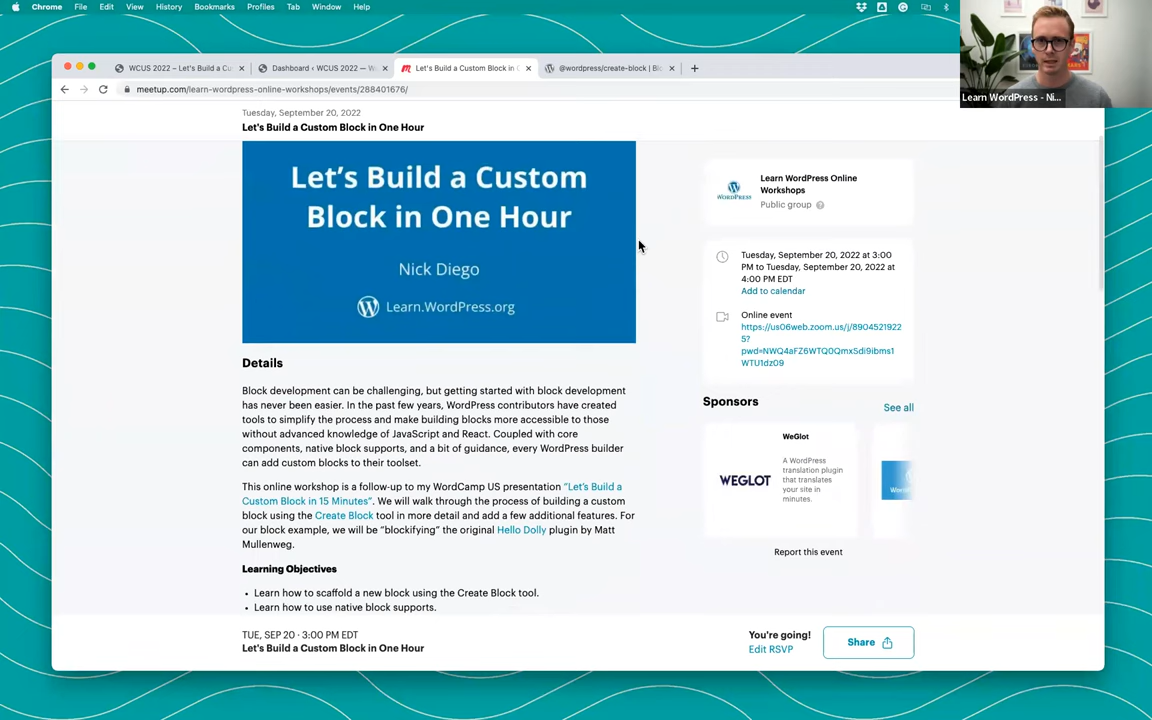 Chrome File Edit View History Bookmarks Profiles Tab Window Help
WCUS 2022 – Let's Build a Cu
Dashboard ‹ WCUS 2022 — W
Let's Build a Custom Block in
@wordpress/create-block | Blo
meetup.com/learn-wordpress-online-workshops/events/288401676/
Learn WordPress - Ni...
Tuesday, September 20, 2022
Let's Build a Custom Block in One Hour
Let's Build a Custom
Block in One Hour
Nick Diego
Learn.WordPress.org
Details
Block development can be challenging, but getting started with block development
has never been easier. In the past few years, WordPress contributors have created
tools to simplify the process and make building blocks more accessible to those
without advanced knowledge of JavaScript and React. Coupled with core
components, native block supports, and a bit of guidance, every WordPress builder
can add custom blocks to their toolset.
This online workshop is a follow-up to my WordCamp US presentation “Let's Build a
Custom Block in 15 Minutes”. We will walk through the process of building a custom
block using the Create Block tool in more detail and add a few additional features. For
our block example, we will be “blockifying” the original Hello Dolly plugin by Matt
Mullenweg.
Learning Objectives
• Learn how to scaffold a new block using the Create Block tool.
• Learn how to use native block supports.
WORDPRESS
Learn WordPress Online
Workshops
Public group
Tuesday, September 20, 2022 at 3:00
PM to Tuesday, September 20, 2022 at
4:00 PM EDT
Add to calendar
Online event
https://us06web.zoom.us/j/8904521922
5?
pwd=NWQ4aFZ6WTQ0QmxSdi9ibms1
WTU1dz09
Sponsors
See all
WEGLOT
WeGlot
A WordPress
translation plugin
that translates
your site in
minutes.
Report this event
TUE, SEP 20 · 3:00 PM EDT
Let's Build a Custom Block in One Hour
You're going!
Edit RSVP
Share